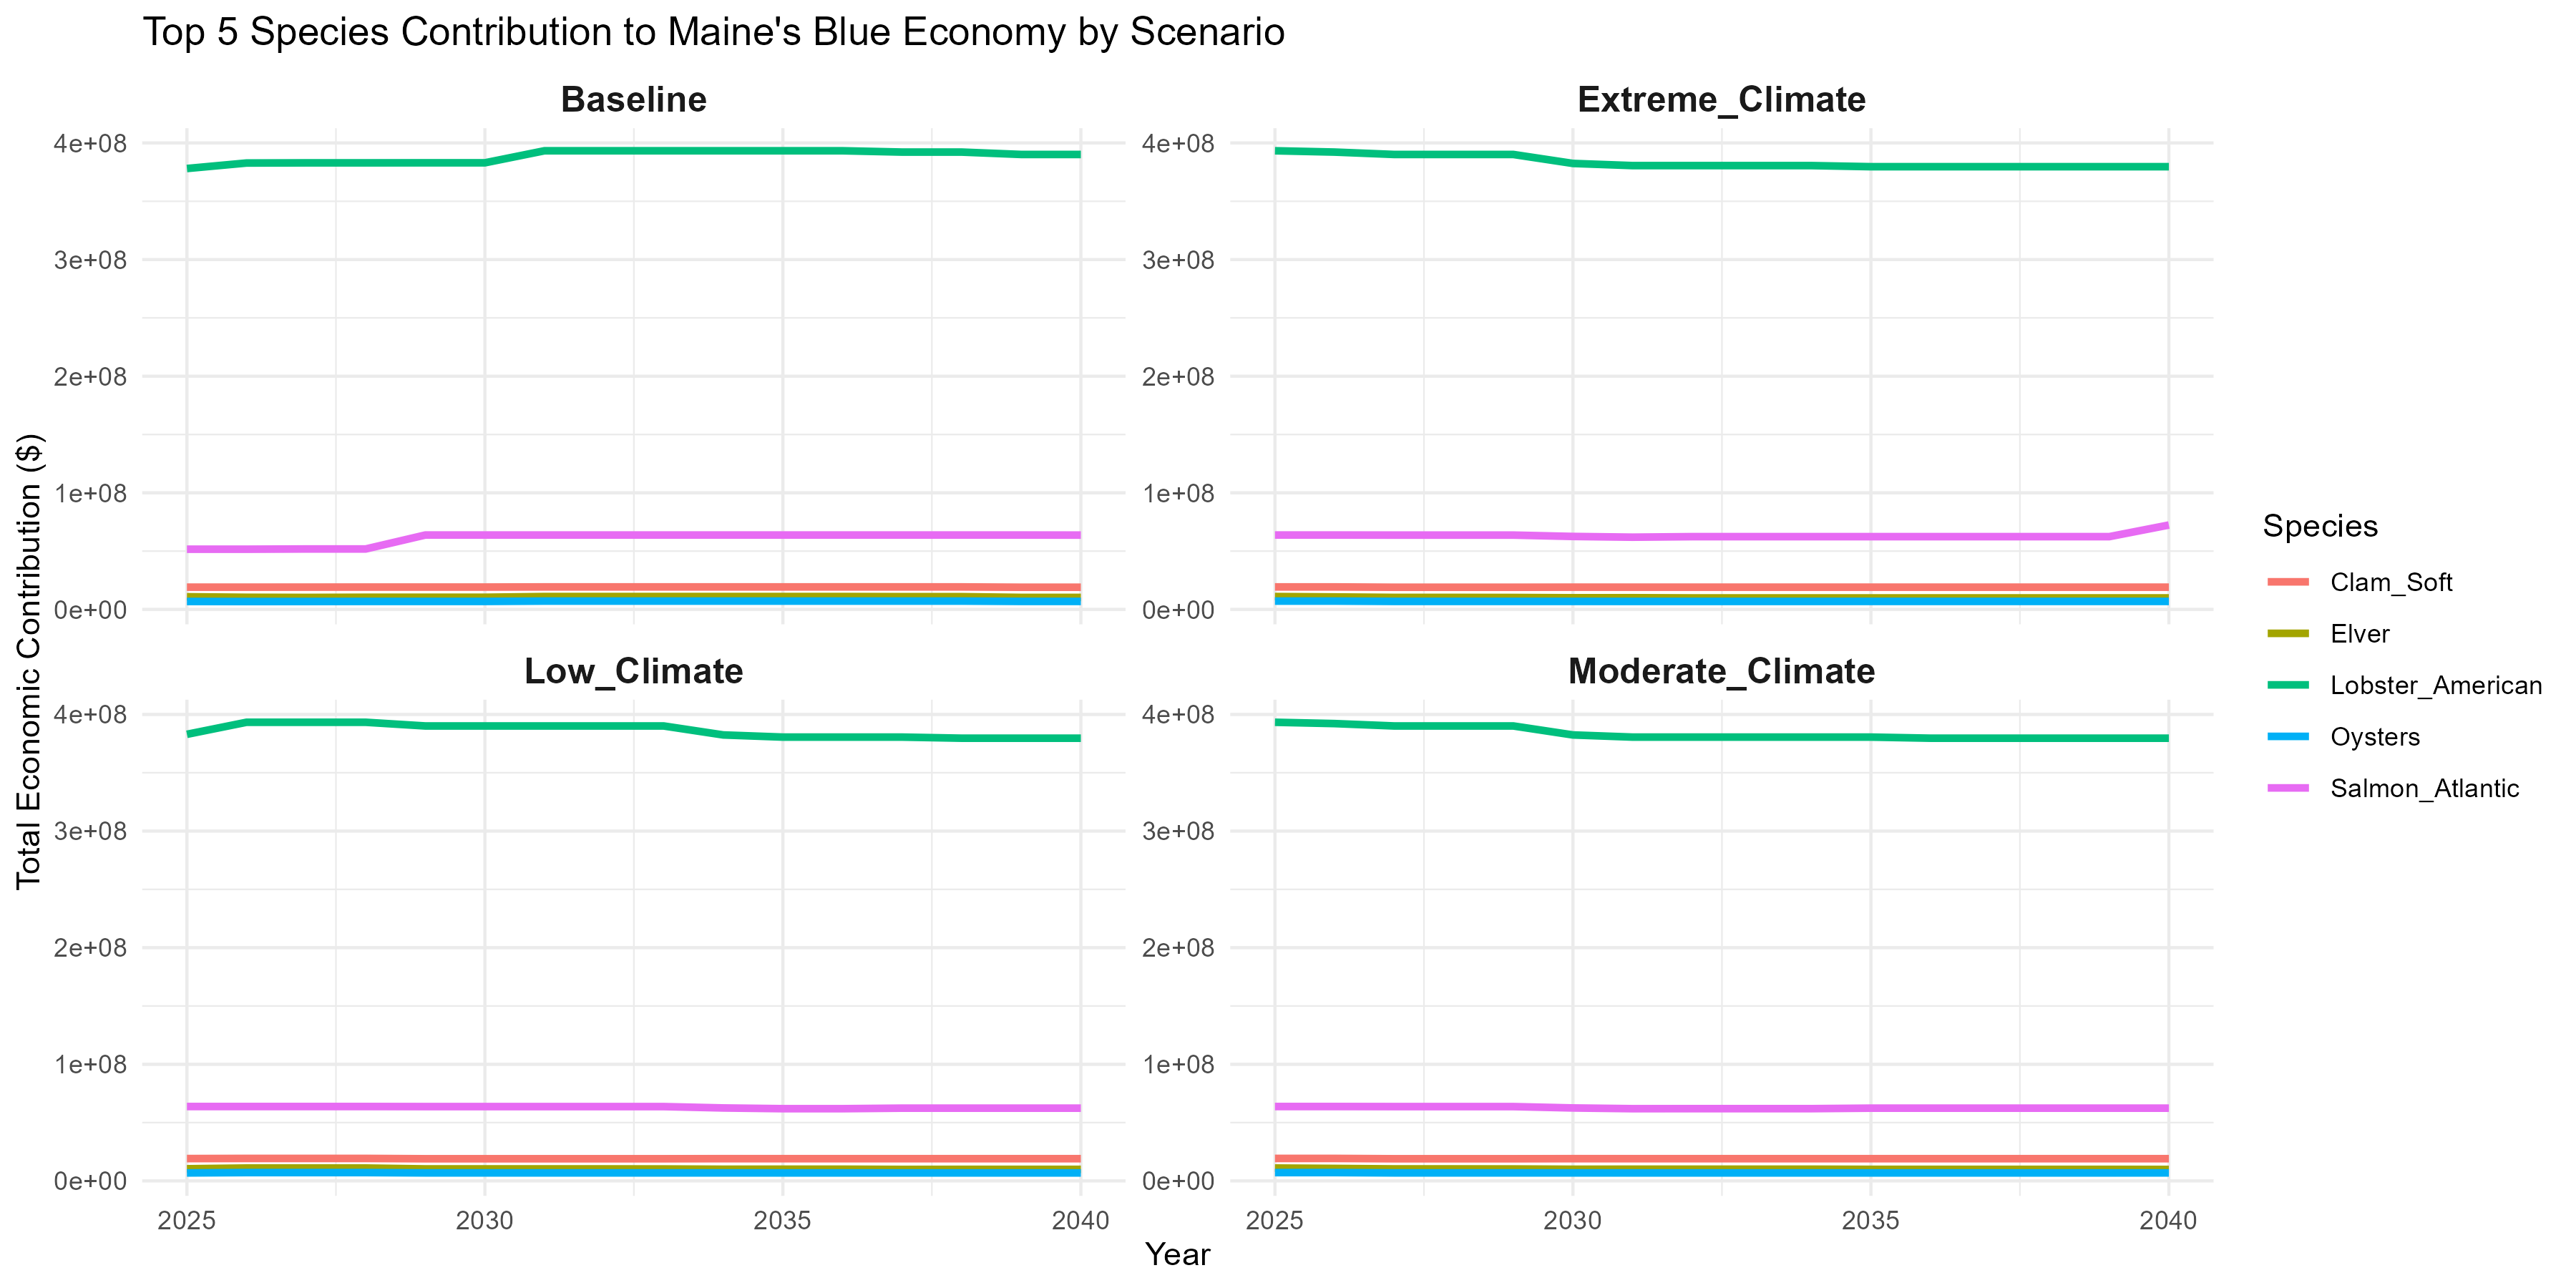 Top 5 Species Contribution to Maine's Blue Economy by Scenario
Baseline
Extreme_Climate
4e+08
3e+08
2e+08
1e+08
0e+00
4e+08
3e+08
2e+08
1e+08
0e+00
Low_Climate
Moderate_Climate
4e+08
3e+08
2e+08
1e+08
0e+00
4e+08
3e+08
2e+08
1e+08
0e+00
2025 2030 2035 2040
2025 2030 2035 2040
Year
Total Economic Contribution ($)
Species
Clam_Soft
Elver
Lobster_American
Oysters
Salmon_Atlantic